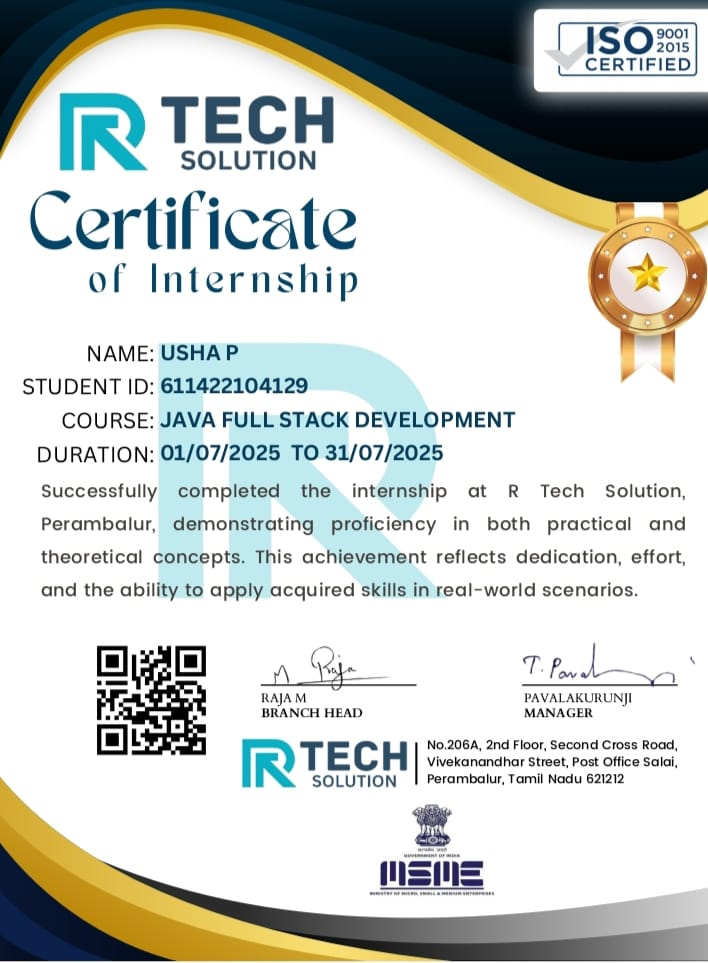 ISO 9001 2015
CERTIFIED
R TECH
SOLUTION
Certificate
of Internship
NAME: USHA P
STUDENT ID: 611422104129
COURSE: JAVA FULL STACK DEVELOPMENT
DURATION: 01/07/2025 TO 31/07/2025
Successfully completed the internship at R Tech Solution,
Perambalur, demonstrating proficiency in both practical and
theoretical concepts. This achievement reflects dedication, effort,
and the ability to apply acquired skills in real-world scenarios.
M Raja
T. Paval
RAJA M
BRANCH HEAD
PAVALAKURUNJI
MANAGER
R TECH
SOLUTION
No.206A, 2nd Floor, Second Cross Road,
Vivekanandhar Street, Post Office Salai,
Perambalur, Tamil Nadu 621212
सत्यमेव जयते
GOVERNMENT OF INDIA
MSME
MINISTRY OF MICRO, SMALL & MEDIUM ENTERPRISES